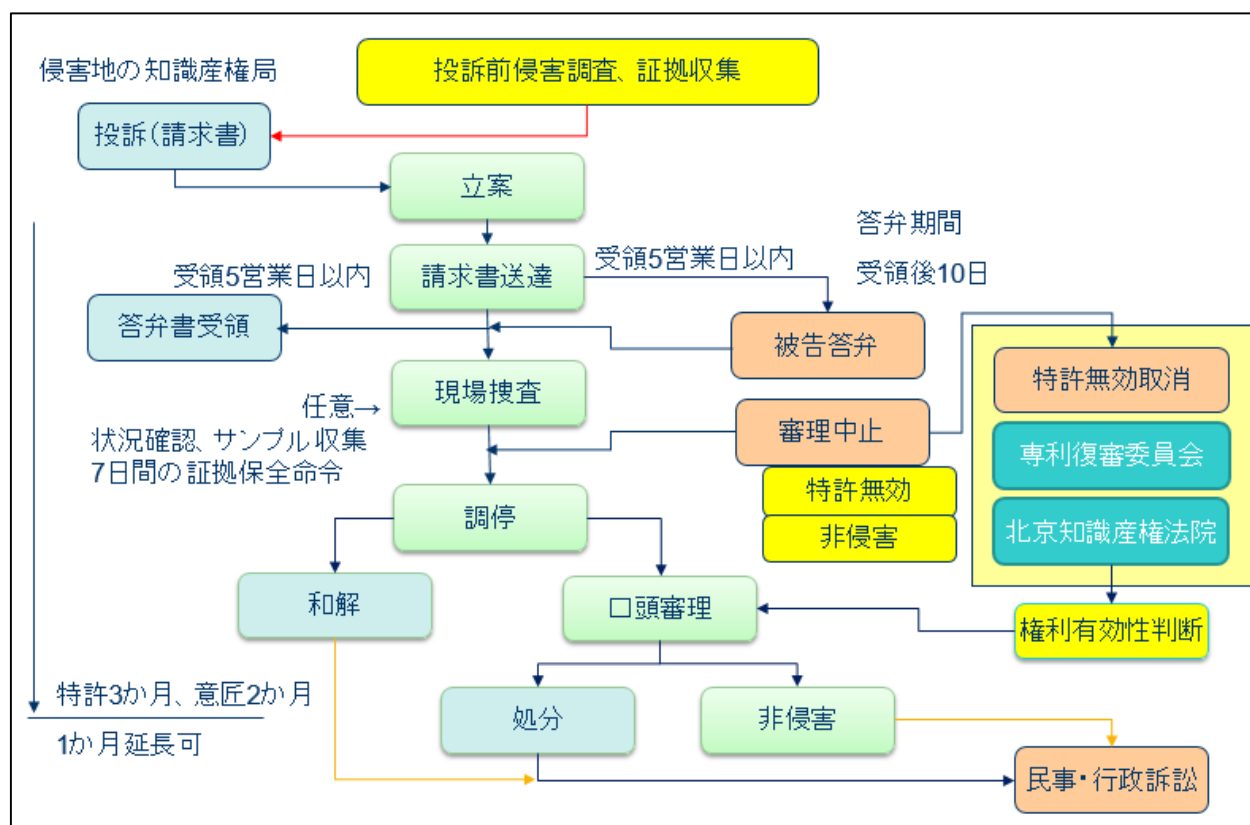 侵害地の知識産権局
投訴前侵害調査、証拠収集
投訴(請求書)
立案
答弁期間
受領後10日
受領5営業日以内
請求書送達
受領5営業日以内
答弁書受領
被告答弁
特許無効取消
現場捜査
任意→
状況確認、サンプル収集
7日間の証拠保全命令
審理中止
特許無効
非侵害
専利復審委員会
北京知識産権法院
調停
和解
口頭審理
権利有効性判断
特許3か月、意匠2か月
1か月延長可
処分
非侵害
民事・行政訴訟